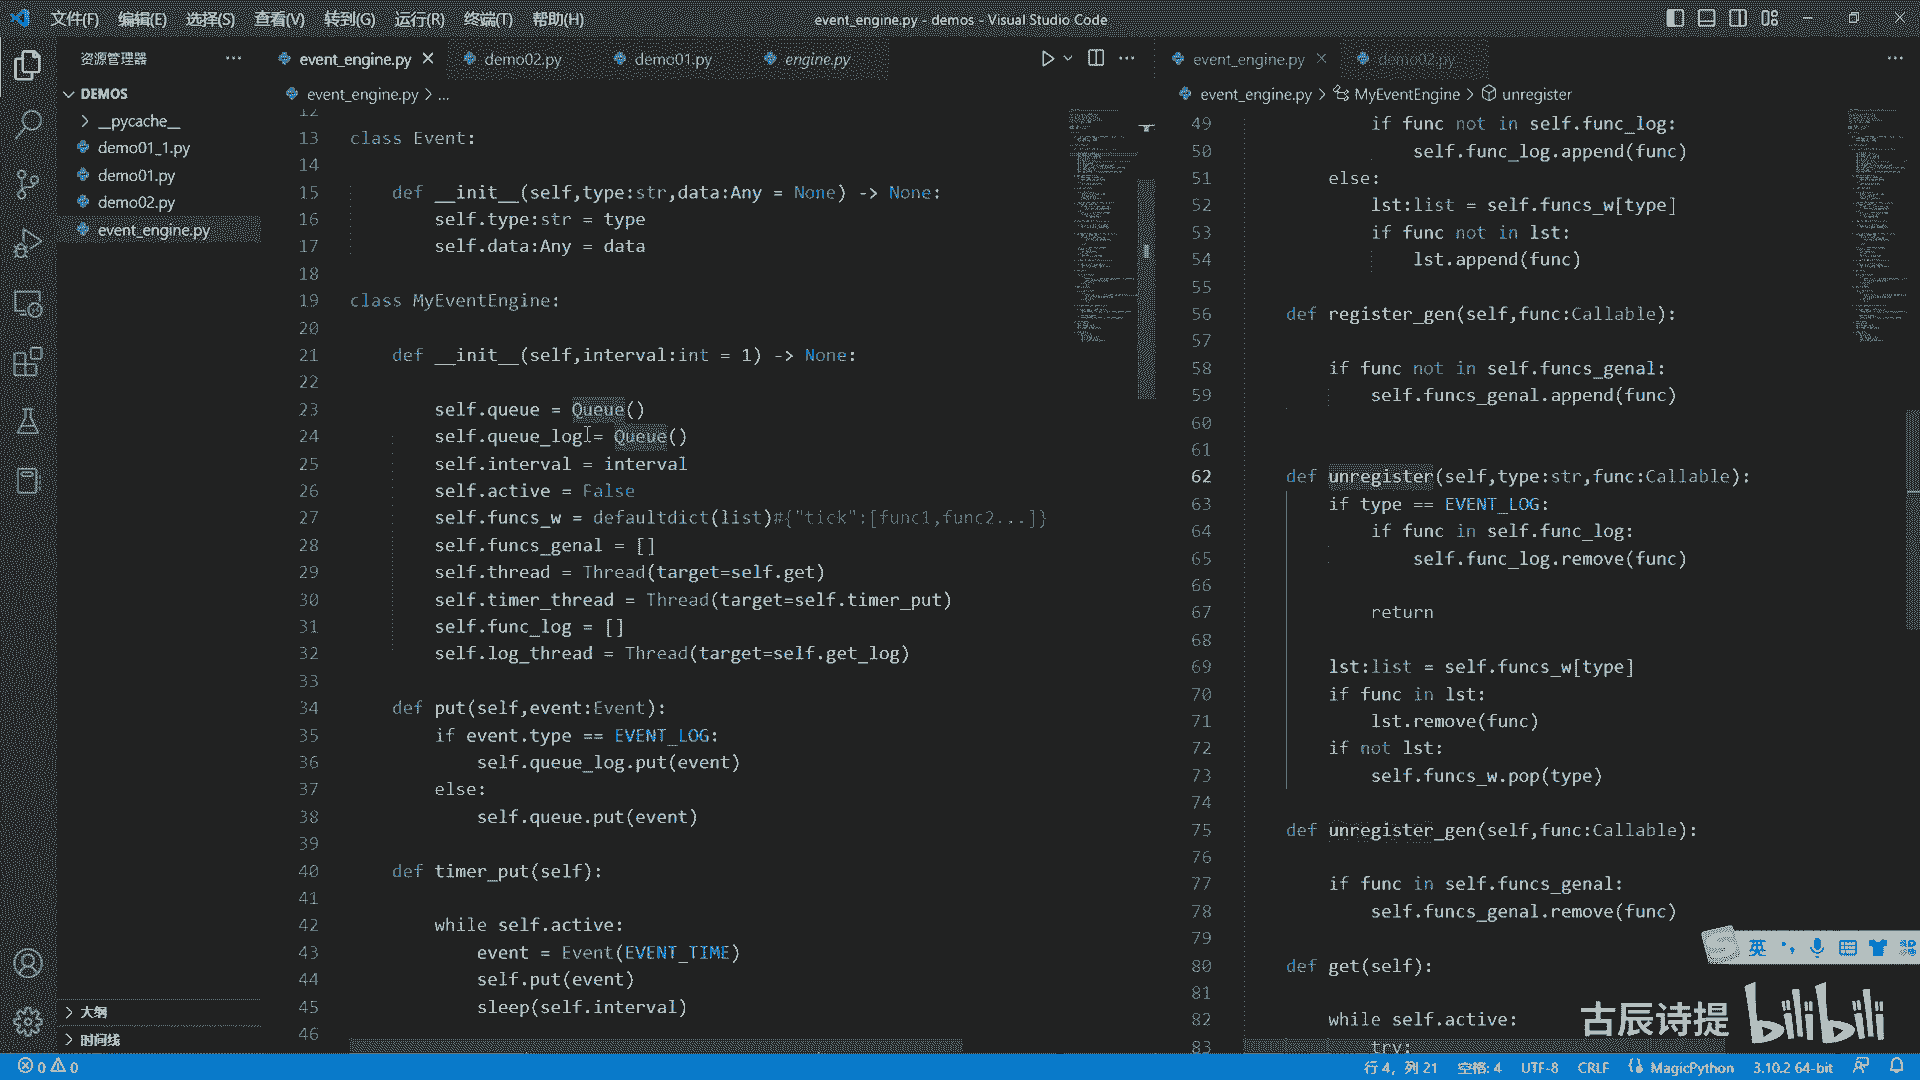 文件(F) 编辑(E) 选择(S) 查看(V) 转到(G) 运行(R) 终端(T) 帮助(H)
event_engine.py - demos - Visual Studio Code
资源管理器
DEMOS
__pycache__
demo01_1.py
demo01.py
demo02.py
event_engine.py
大纲
时间线
event_engine.py demo02.py demo01.py engine.py
event_engine.py > ...
12
13 class Event:
14
15 def __init__(self,type:str,data:Any = None) -> None:
16 self.type:str = type
17 self.data:Any = data
18
19 class MyEventEngine:
20
21 def __init__(self,interval:int = 1) -> None:
22
23 self.queue = Queue()
24 self.queue_log = Queue()
25 self.interval = interval
26 self.active = False
27 self.funcs_w = defaultdict(list)#{"tick":[func1,func2...]}
28 self.funcs_genal = []
29 self.thread = Thread(target=self.get)
30 self.timer_thread = Thread(target=self.timer_put)
31 self.func_log = []
32 self.log_thread = Thread(target=self.get_log)
33
34 def put(self,event:Event):
35 if event.type == EVENT_LOG:
36 self.queue_log.put(event)
37 else:
38 self.queue.put(event)
39
40 def timer_put(self):
41
42 while self.active:
43 event = Event(EVENT_TIME)
44 self.put(event)
45 sleep(self.interval)
46
event_engine.py demo02.py
event_engine.py > MyEventEngine > unregister
49 if func not in self.func_log:
50 self.func_log.append(func)
51 else:
52 lst:list = self.funcs_w[type]
53 if func not in lst:
54 lst.append(func)
55
56 def register_gen(self,func:Callable):
57
58 if func not in self.funcs_genal:
59 self.funcs_genal.append(func)
60
61
62 def unregister(self,type:str,func:Callable):
63 if type == EVENT_LOG:
64 if func in self.func_log:
65 self.func_log.remove(func)
66
67 return
68
69 lst:list = self.funcs_w[type]
70 if func in lst:
71 lst.remove(func)
72 if not lst:
73 self.funcs_w.pop(type)
74
75 def unregister_gen(self,func:Callable):
76
77 if func in self.funcs_genal:
78 self.funcs_genal.remove(func)
79
80 def get(self):
81
82 while self.active:
83 try:
英
古辰诗提 bilibili
0 0
行 4，列 21 空格: 4 UTF-8 CRLF MagicPython 3.10.2 64-bit